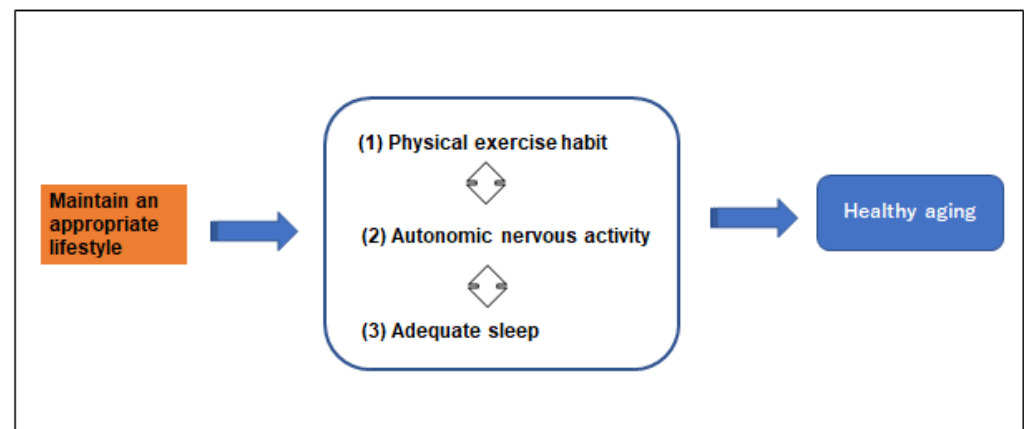 Maintain an
appropriate
lifestyle
(1) Physical exercise habit
(2) Autonomic nervous activity
(3) Adequate sleep
Healthy aging